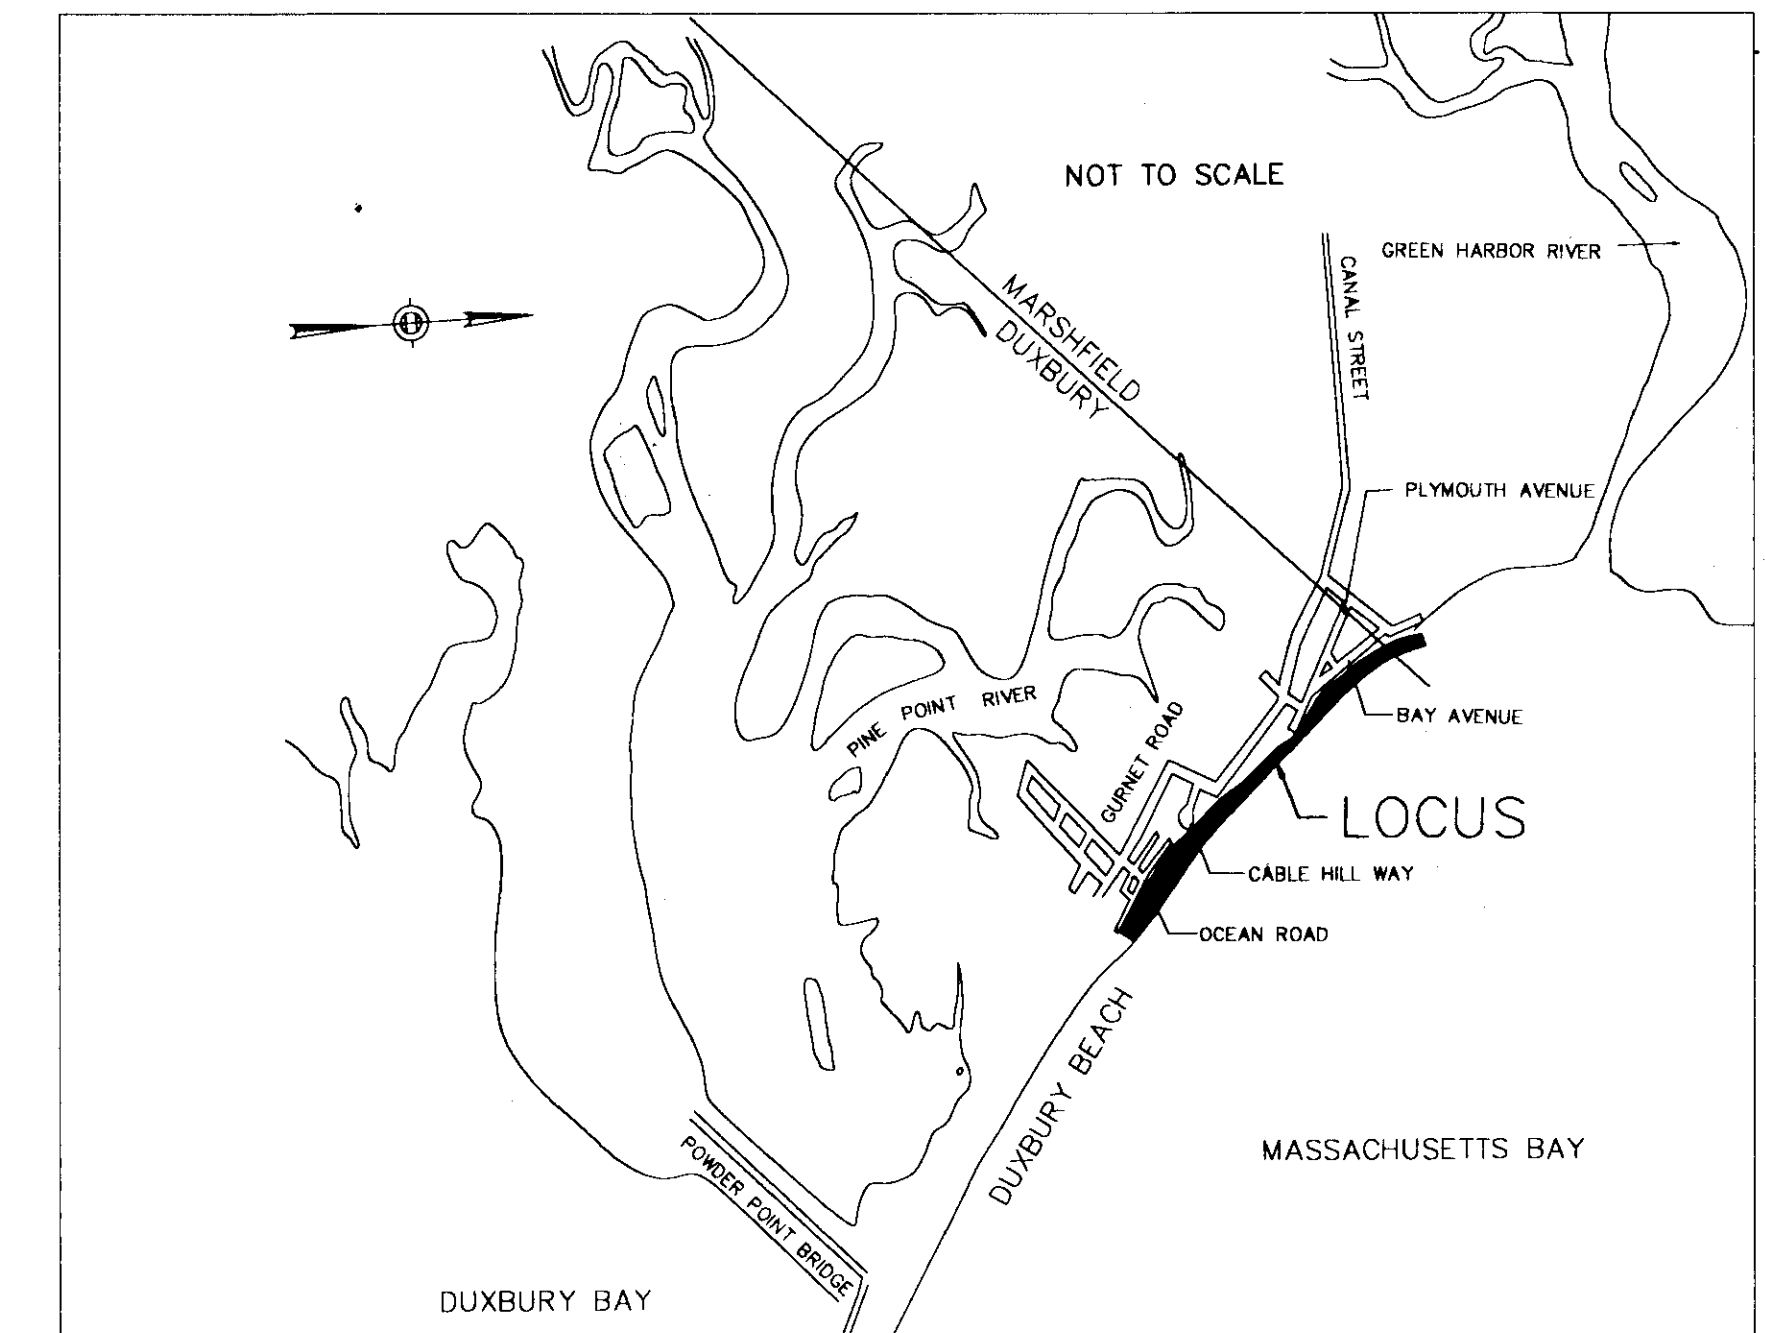 NOT TO SCALE
GREEN HARBOR RIVER
CANAL STREET
MARSHFIELD
DUXBURY
PLYMOUTH AVENUE
PINE POINT RIVER
GURNET ROAD
BAY AVENUE
LOCUS
CABLE HILL WAY
OCEAN ROAD
DUXBURY BEACH
MASSACHUSETTS BAY
POWDER POINT BRIDGE
DUXBURY BAY